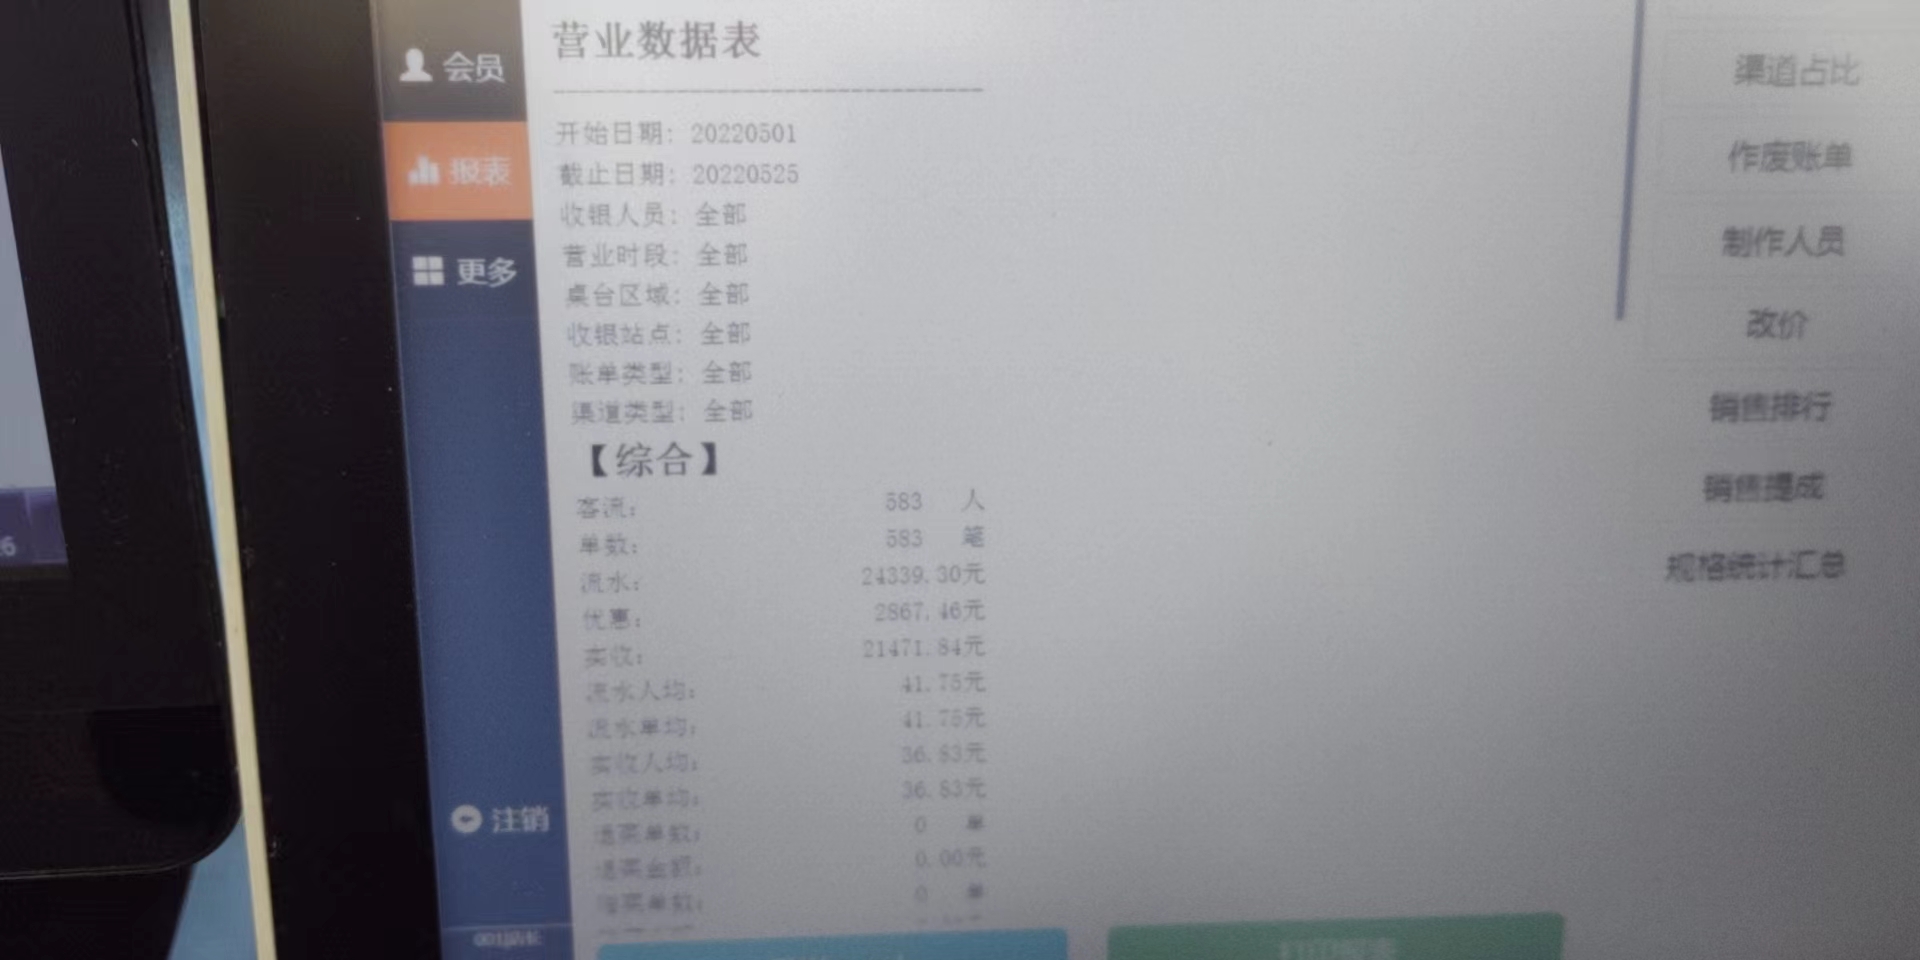 会员
报表
更多
注销
001店长
营业数据表
开始日期: 20220501
截止日期: 20220525
收银人员: 全部
营业时段: 全部
桌台区域: 全部
收银站点: 全部
账单类型: 全部
渠道类型: 全部
【综合】
客流: 583 人
单数: 583 笔
流水: 24339.30元
优惠: 2867.46元
实收: 21471.84元
流水人均: 41.75元
流水单均: 41.75元
实收人均: 36.83元
实收单均: 36.83元
退菜单数: 0 单
退菜金额: 0.00元
0 单
渠道占比
作废账单
制作人员
改价
销售排行
销售提成
规格统计汇总